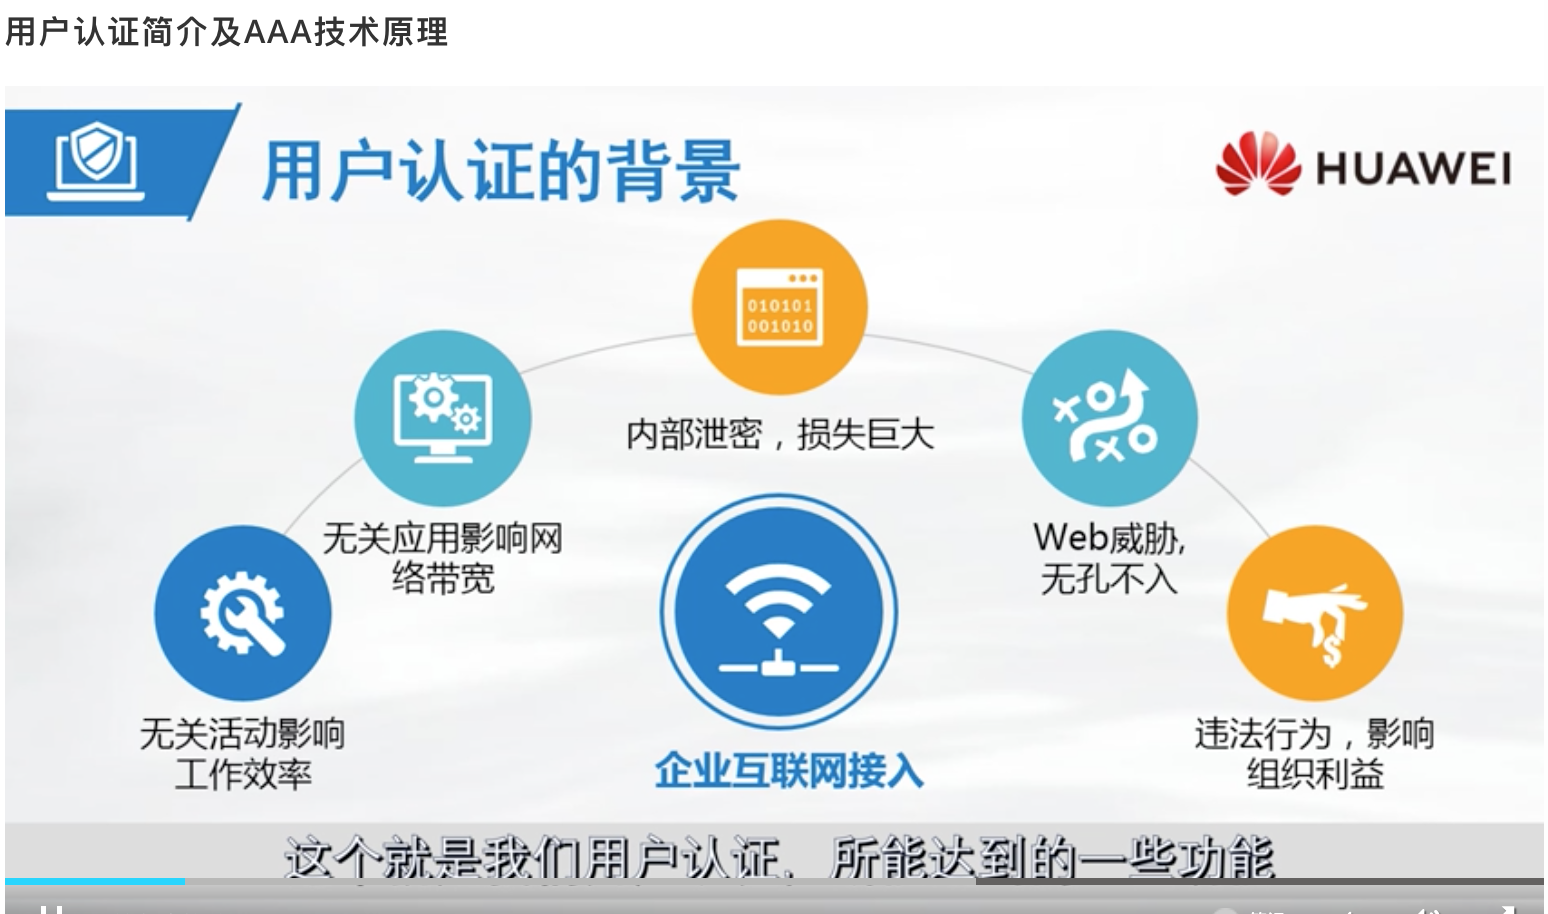 用户认证简介及AAA技术原理
用户认证的背景
HUAWEI
010101
001010
内部泄密，损失巨大
无关应用影响网
络带宽
Web威胁,
无孔不入
$
无关活动影响
工作效率
企业互联网接入
违法行为，影响
组织利益
这个就是我们用户认证，所能达到的一些功能